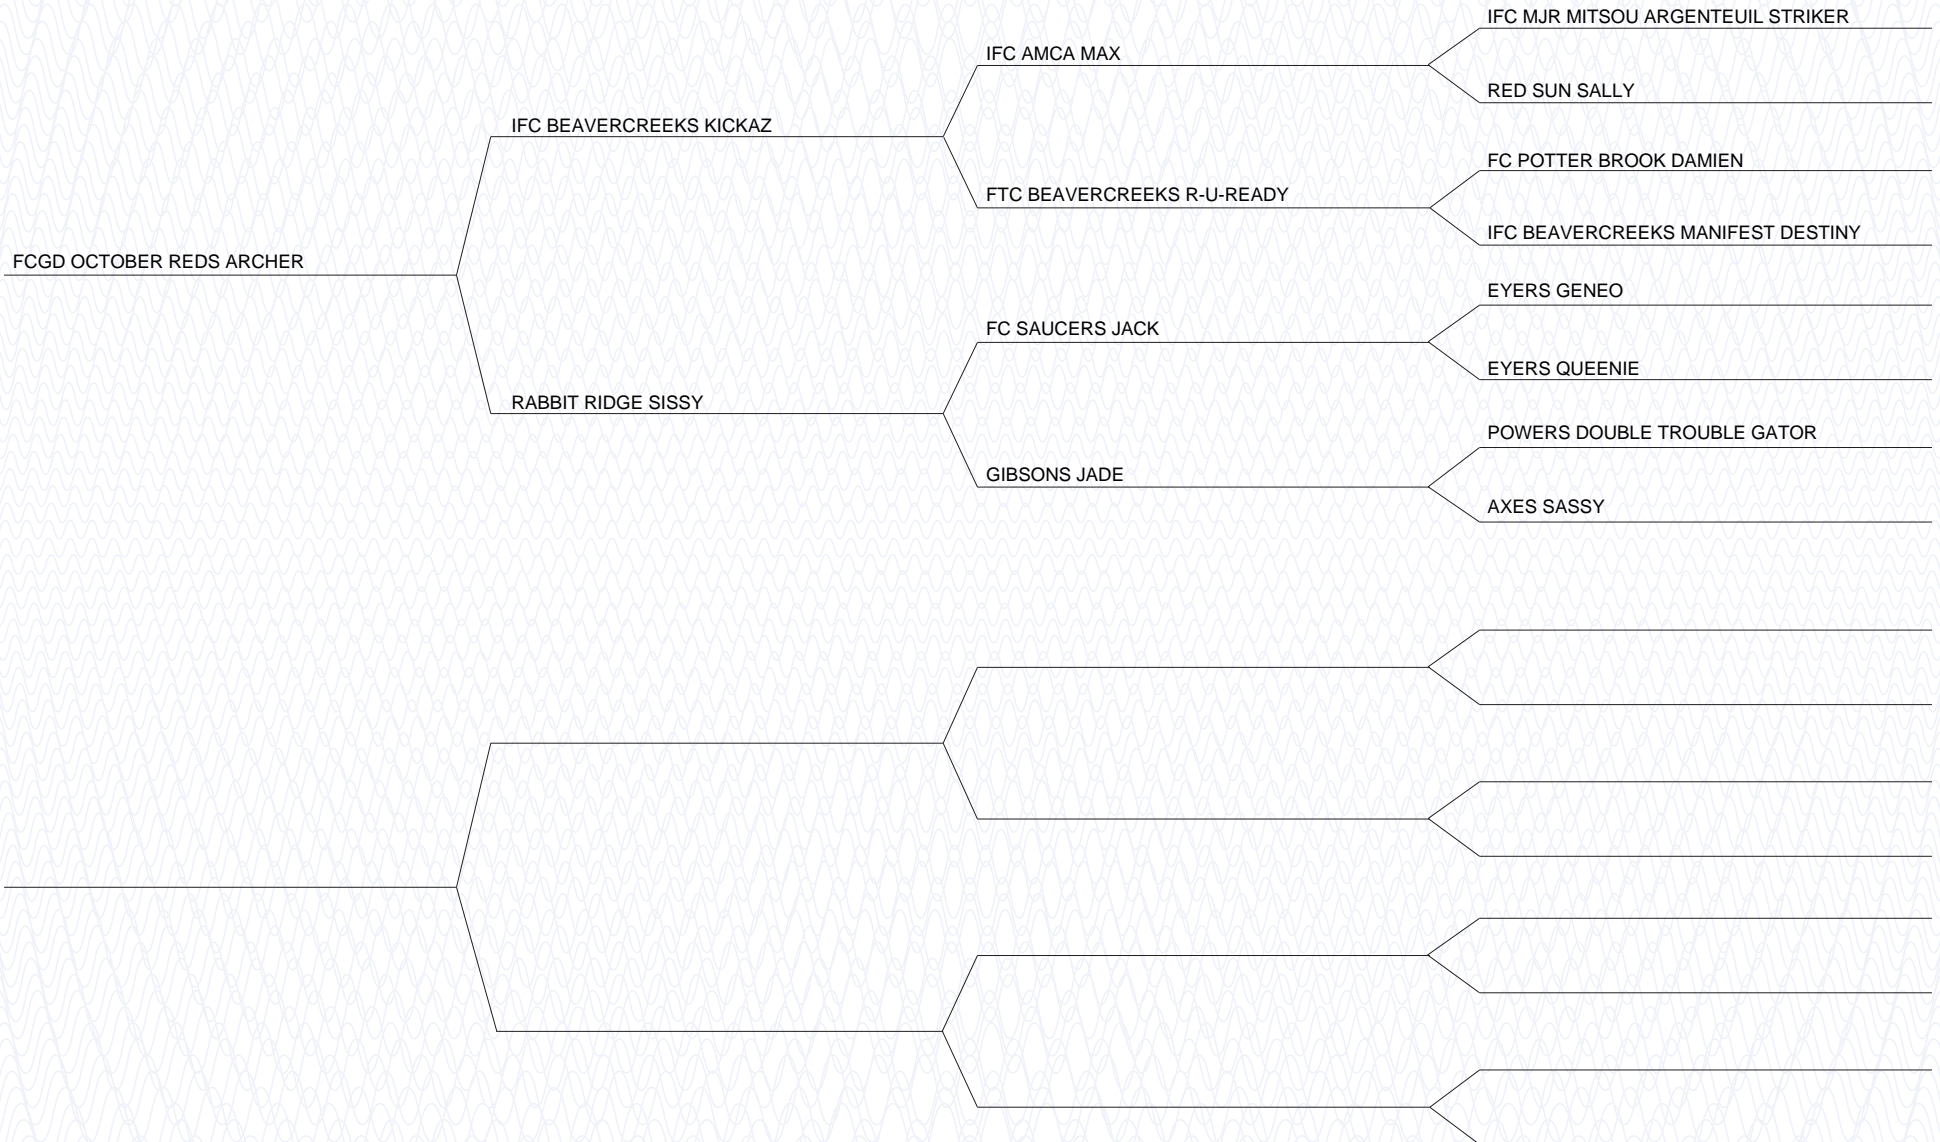 IFC MJR MITSOU ARGENTEUIL STRIKER
IFC AMCA MAX
RED SUN SALLY
IFC BEAVERCREEKS KICKAZ
FC POTTER BROOK DAMIEN
FTC BEAVERCREEKS R-U-READY
IFC BEAVERCREEKS MANIFEST DESTINY
FCGD OCTOBER REDS ARCHER
EYERS GENEO
FC SAUCERS JACK
EYERS QUEENIE
RABBIT RIDGE SISSY
POWERS DOUBLE TROUBLE GATOR
GIBSONS JADE
AXES SASSY